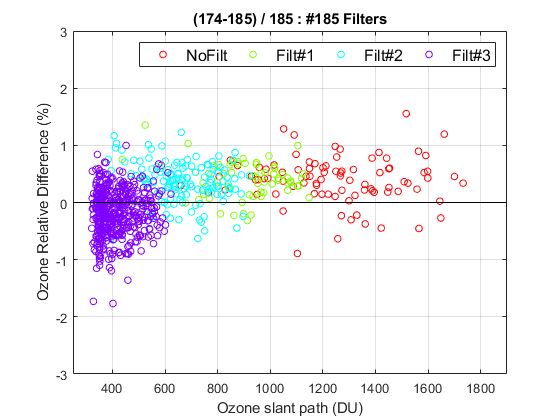 (174-185) / 185 : #185 Filters
NoFilt Filt#1 Filt#2 Filt#3
Ozone Relative Difference (%)
3
2
1
0
-1
-2
-3
400 600 800 1000 1200 1400 1600 1800
Ozone slant path (DU)